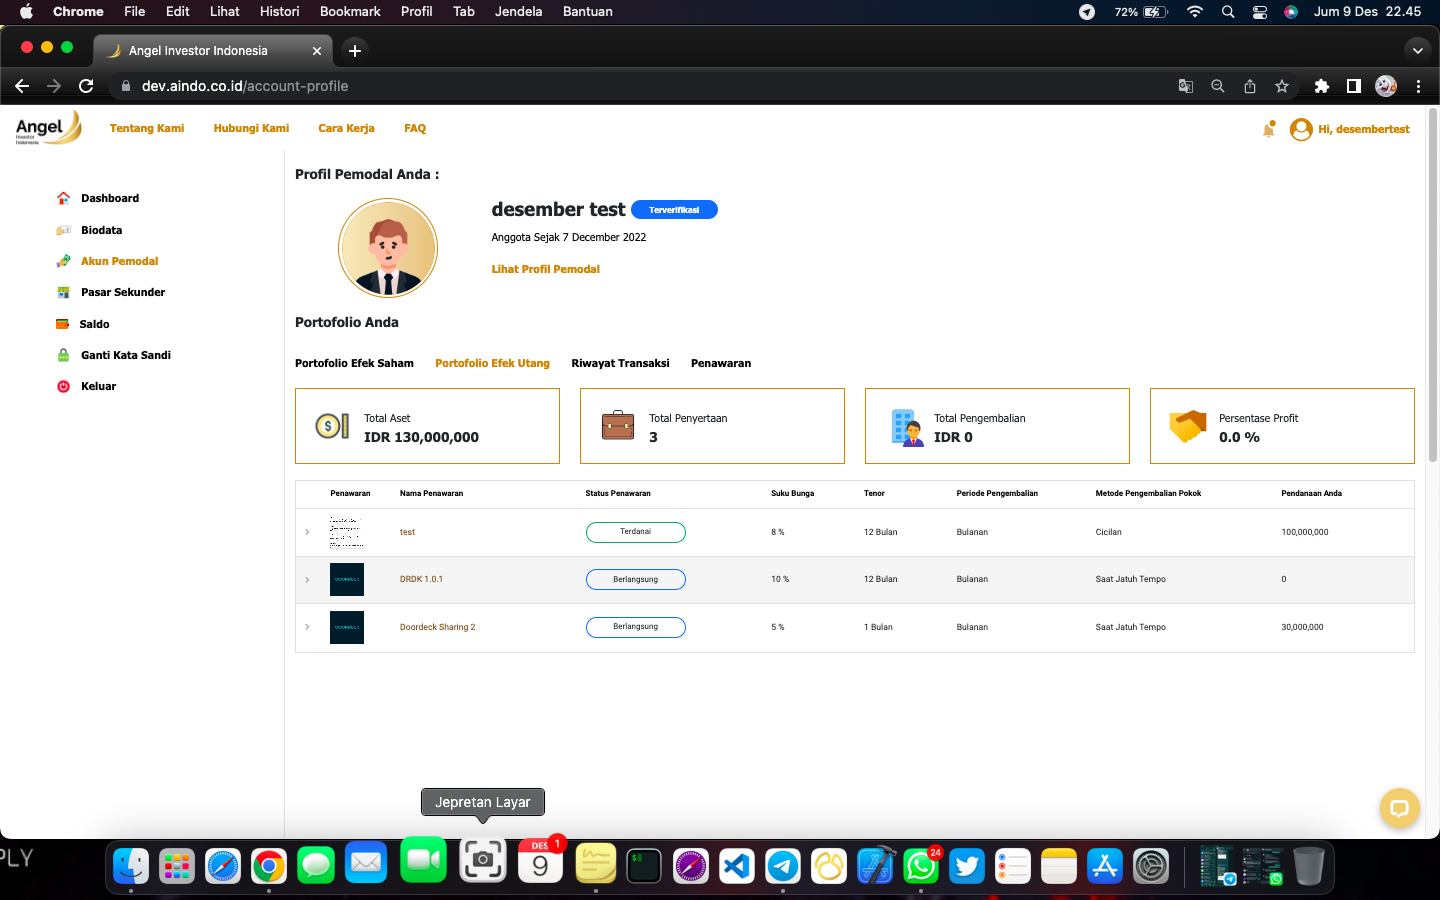 Chrome File Edit Lihat Histori Bookmark Profil Tab Jendela Bantuan 72% Jum 9 Des 22.45
Angel Investor Indonesia
dev.aindo.co.id/account-profile
Angel
Investor
Indonesia
Tentang Kami Hubungi Kami Cara Kerja FAQ Hi, desembertest
Dashboard
Biodata
Akun Pemodal
Pasar Sekunder
Saldo
Ganti Kata Sandi
Keluar
Profil Pemodal Anda :
desember test Terverifikasi
Anggota Sejak 7 December 2022
Lihat Profil Pemodal
Portofolio Anda
Portofolio Efek Saham Portofolio Efek Utang Riwayat Transaksi Penawaran
Total Aset
IDR 130,000,000
Total Penyertaan
3
Total Pengembalian
IDR 0
Persentase Profit
0.0 %
Penawaran Nama Penawaran Status Penawaran Suku Bunga Tenor Periode Pengembalian Metode Pengembalian Pokok Pendanaan Anda
test Terdanai 8 % 12 Bulan Bulanan Cicilan 100,000,000
DOORDECK DRDK 1.0.1 Berlangsung 10 % 12 Bulan Bulanan Saat Jatuh Tempo 0
DOORDECK Doordeck Sharing 2 Berlangsung 5 % 1 Bulan Bulanan Saat Jatuh Tempo 30,000,000
Jepretan Layar
PLY
DES 1
9
24